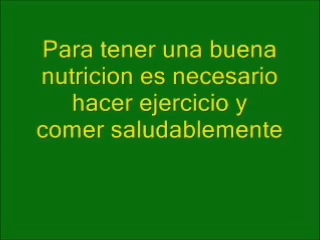 Para tener una buena
nutricion es necesario
hacer ejercicio y
comer saludablemente